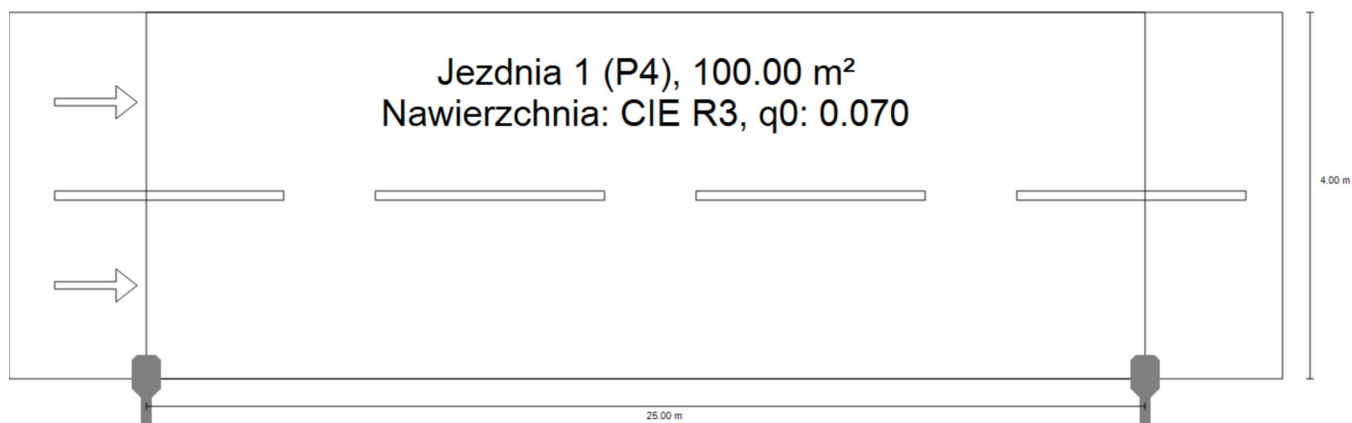 Jezdnia 1 (P4), 100.00 m²
Nawierzchnia: CIE R3, q0: 0.070
4.00 m
25.00 m